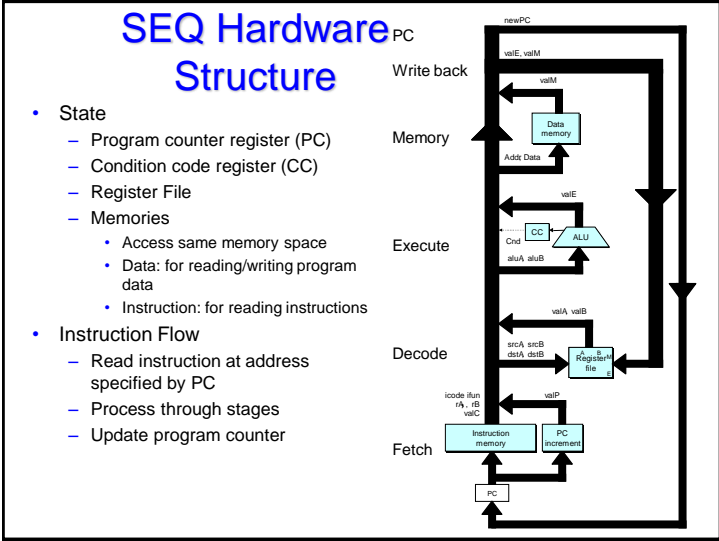 SEQ Hardware
Structure
• State
– Program counter register (PC)
– Condition code register (CC)
– Register File
– Memories
• Access same memory space
• Data: for reading/writing program
data
• Instruction: for reading instructions
• Instruction Flow
– Read instruction at address
specified by PC
– Process through stages
– Update program counter
PC
newPC
Write back
valE, valM
valM
Memory
Data
memory
Addr, Data
valE
Execute
CC
ALU
Cnd
aluA, aluB
valA, valB
Decode
srcA, srcB
dstA, dstB
A B
Register M
file E
icode ifun
rA, rB
valC
valP
Fetch
Instruction
memory
PC
increment
PC